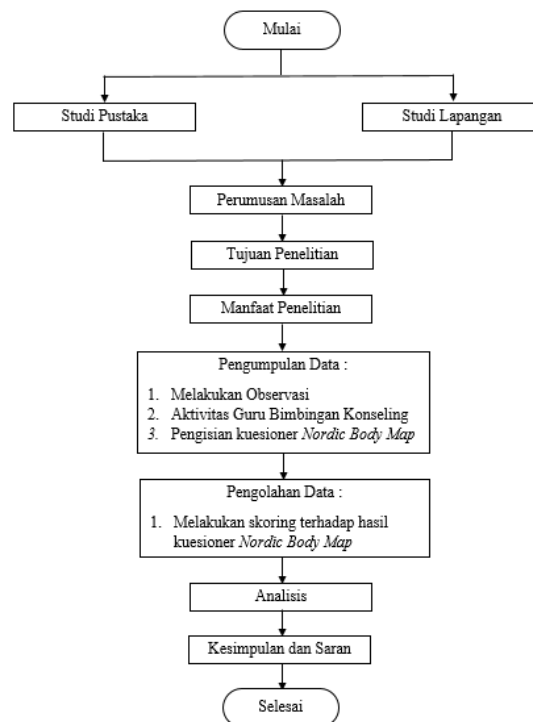 Mulai
Studi Pustaka
Studi Lapangan
Perumusan Masalah
Tujuan Penelitian
Manfaat Penelitian
Pengumpulan Data :
1. Melakukan Observasi
2. Aktivitas Guru Bimbingan Konseling
3. Pengisian kuesioner Nordic Body Map
Pengolahan Data :
1. Melakukan skoring terhadap hasil
kuesioner Nordic Body Map
Analisis
Kesimpulan dan Saran
Selesai